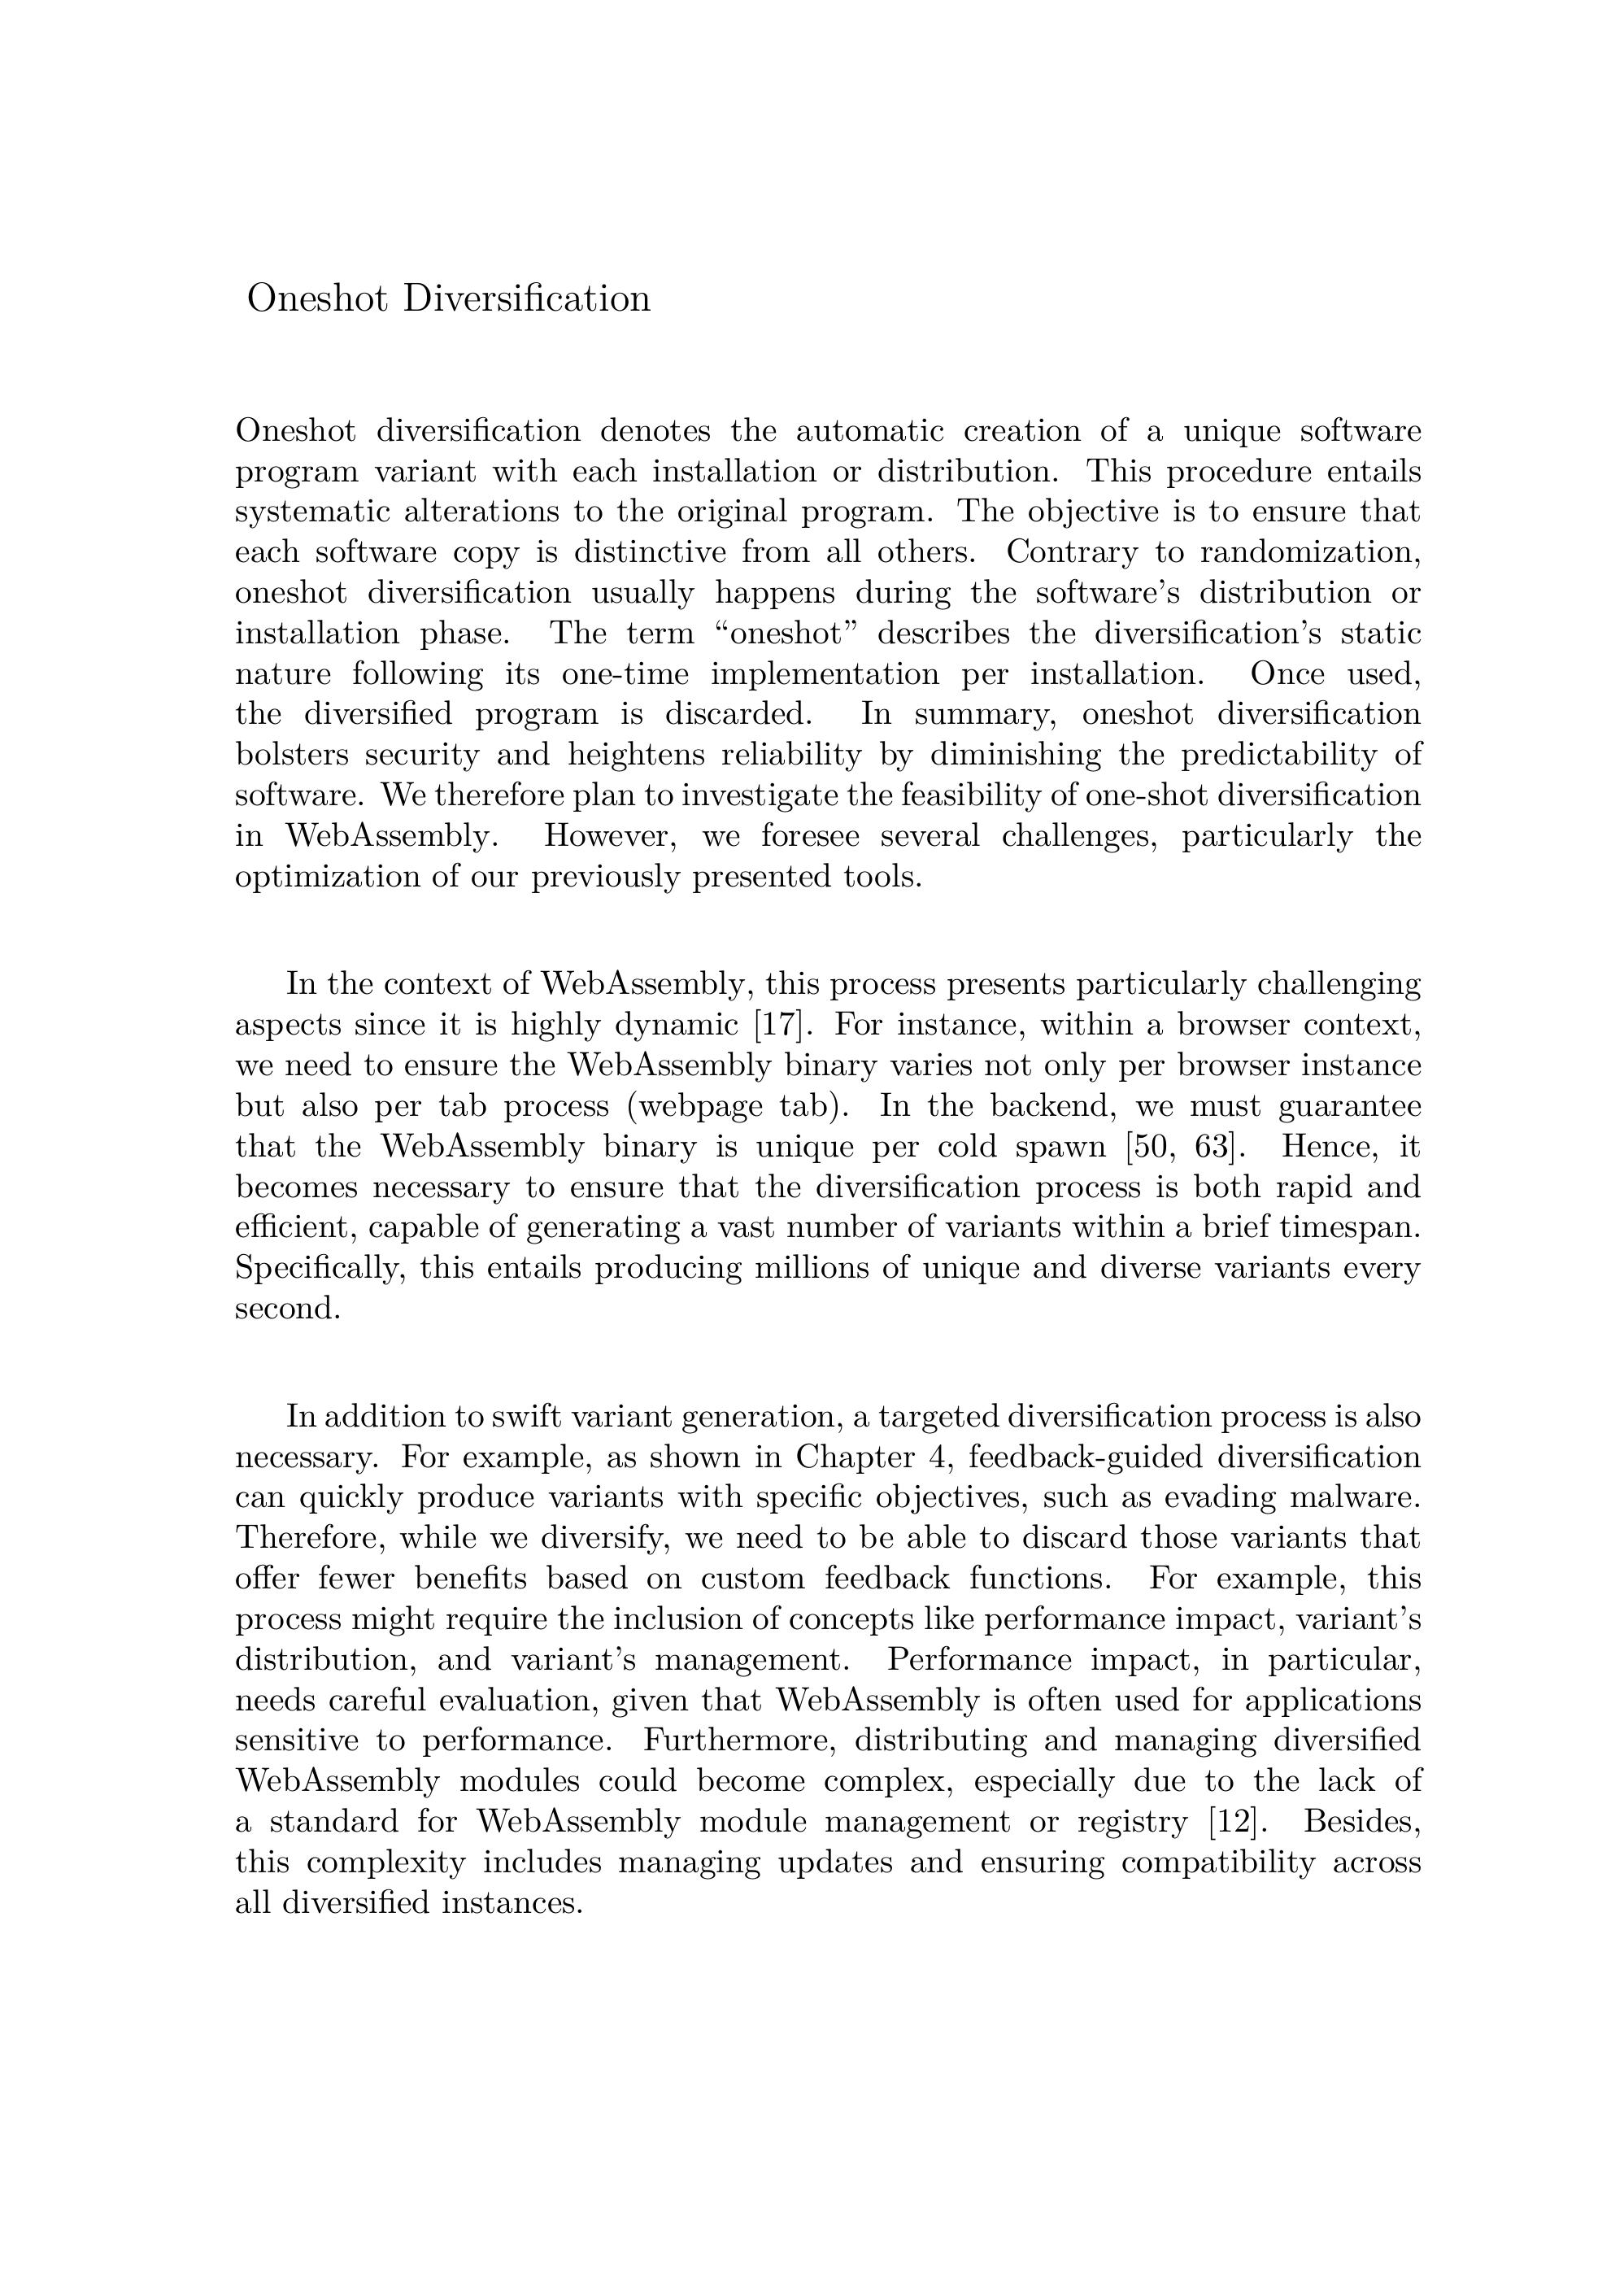 Oneshot Diversification
Oneshot diversification denotes the automatic creation of a unique software
program variant with each installation or distribution. This procedure entails
systematic alterations to the original program. The objective is to ensure that
each software copy is distinctive from all others. Contrary to randomization,
oneshot diversification usually happens during the software’s distribution or
installation phase. The term “oneshot” describes the diversification’s static
nature following its one-time implementation per installation. Once used,
the diversified program is discarded. In summary, oneshot diversification
bolsters security and heightens reliability by diminishing the predictability of
software. We therefore plan to investigate the feasibility of one-shot diversification
in WebAssembly. However, we foresee several challenges, particularly the
optimization of our previously presented tools.
In the context of WebAssembly, this process presents particularly challenging
aspects since it is highly dynamic [17]. For instance, within a browser context,
we need to ensure the WebAssembly binary varies not only per browser instance
but also per tab process (webpage tab). In the backend, we must guarantee
that the WebAssembly binary is unique per cold spawn [50, 63]. Hence, it
becomes necessary to ensure that the diversification process is both rapid and
efficient, capable of generating a vast number of variants within a brief timespan.
Specifically, this entails producing millions of unique and diverse variants every
second.
In addition to swift variant generation, a targeted diversification process is also
necessary. For example, as shown in Chapter 4, feedback-guided diversification
can quickly produce variants with specific objectives, such as evading malware.
Therefore, while we diversify, we need to be able to discard those variants that
offer fewer benefits based on custom feedback functions. For example, this
process might require the inclusion of concepts like performance impact, variant’s
distribution, and variant’s management. Performance impact, in particular,
needs careful evaluation, given that WebAssembly is often used for applications
sensitive to performance. Furthermore, distributing and managing diversified
WebAssembly modules could become complex, especially due to the lack of
a standard for WebAssembly module management or registry [12]. Besides,
this complexity includes managing updates and ensuring compatibility across
all diversified instances.